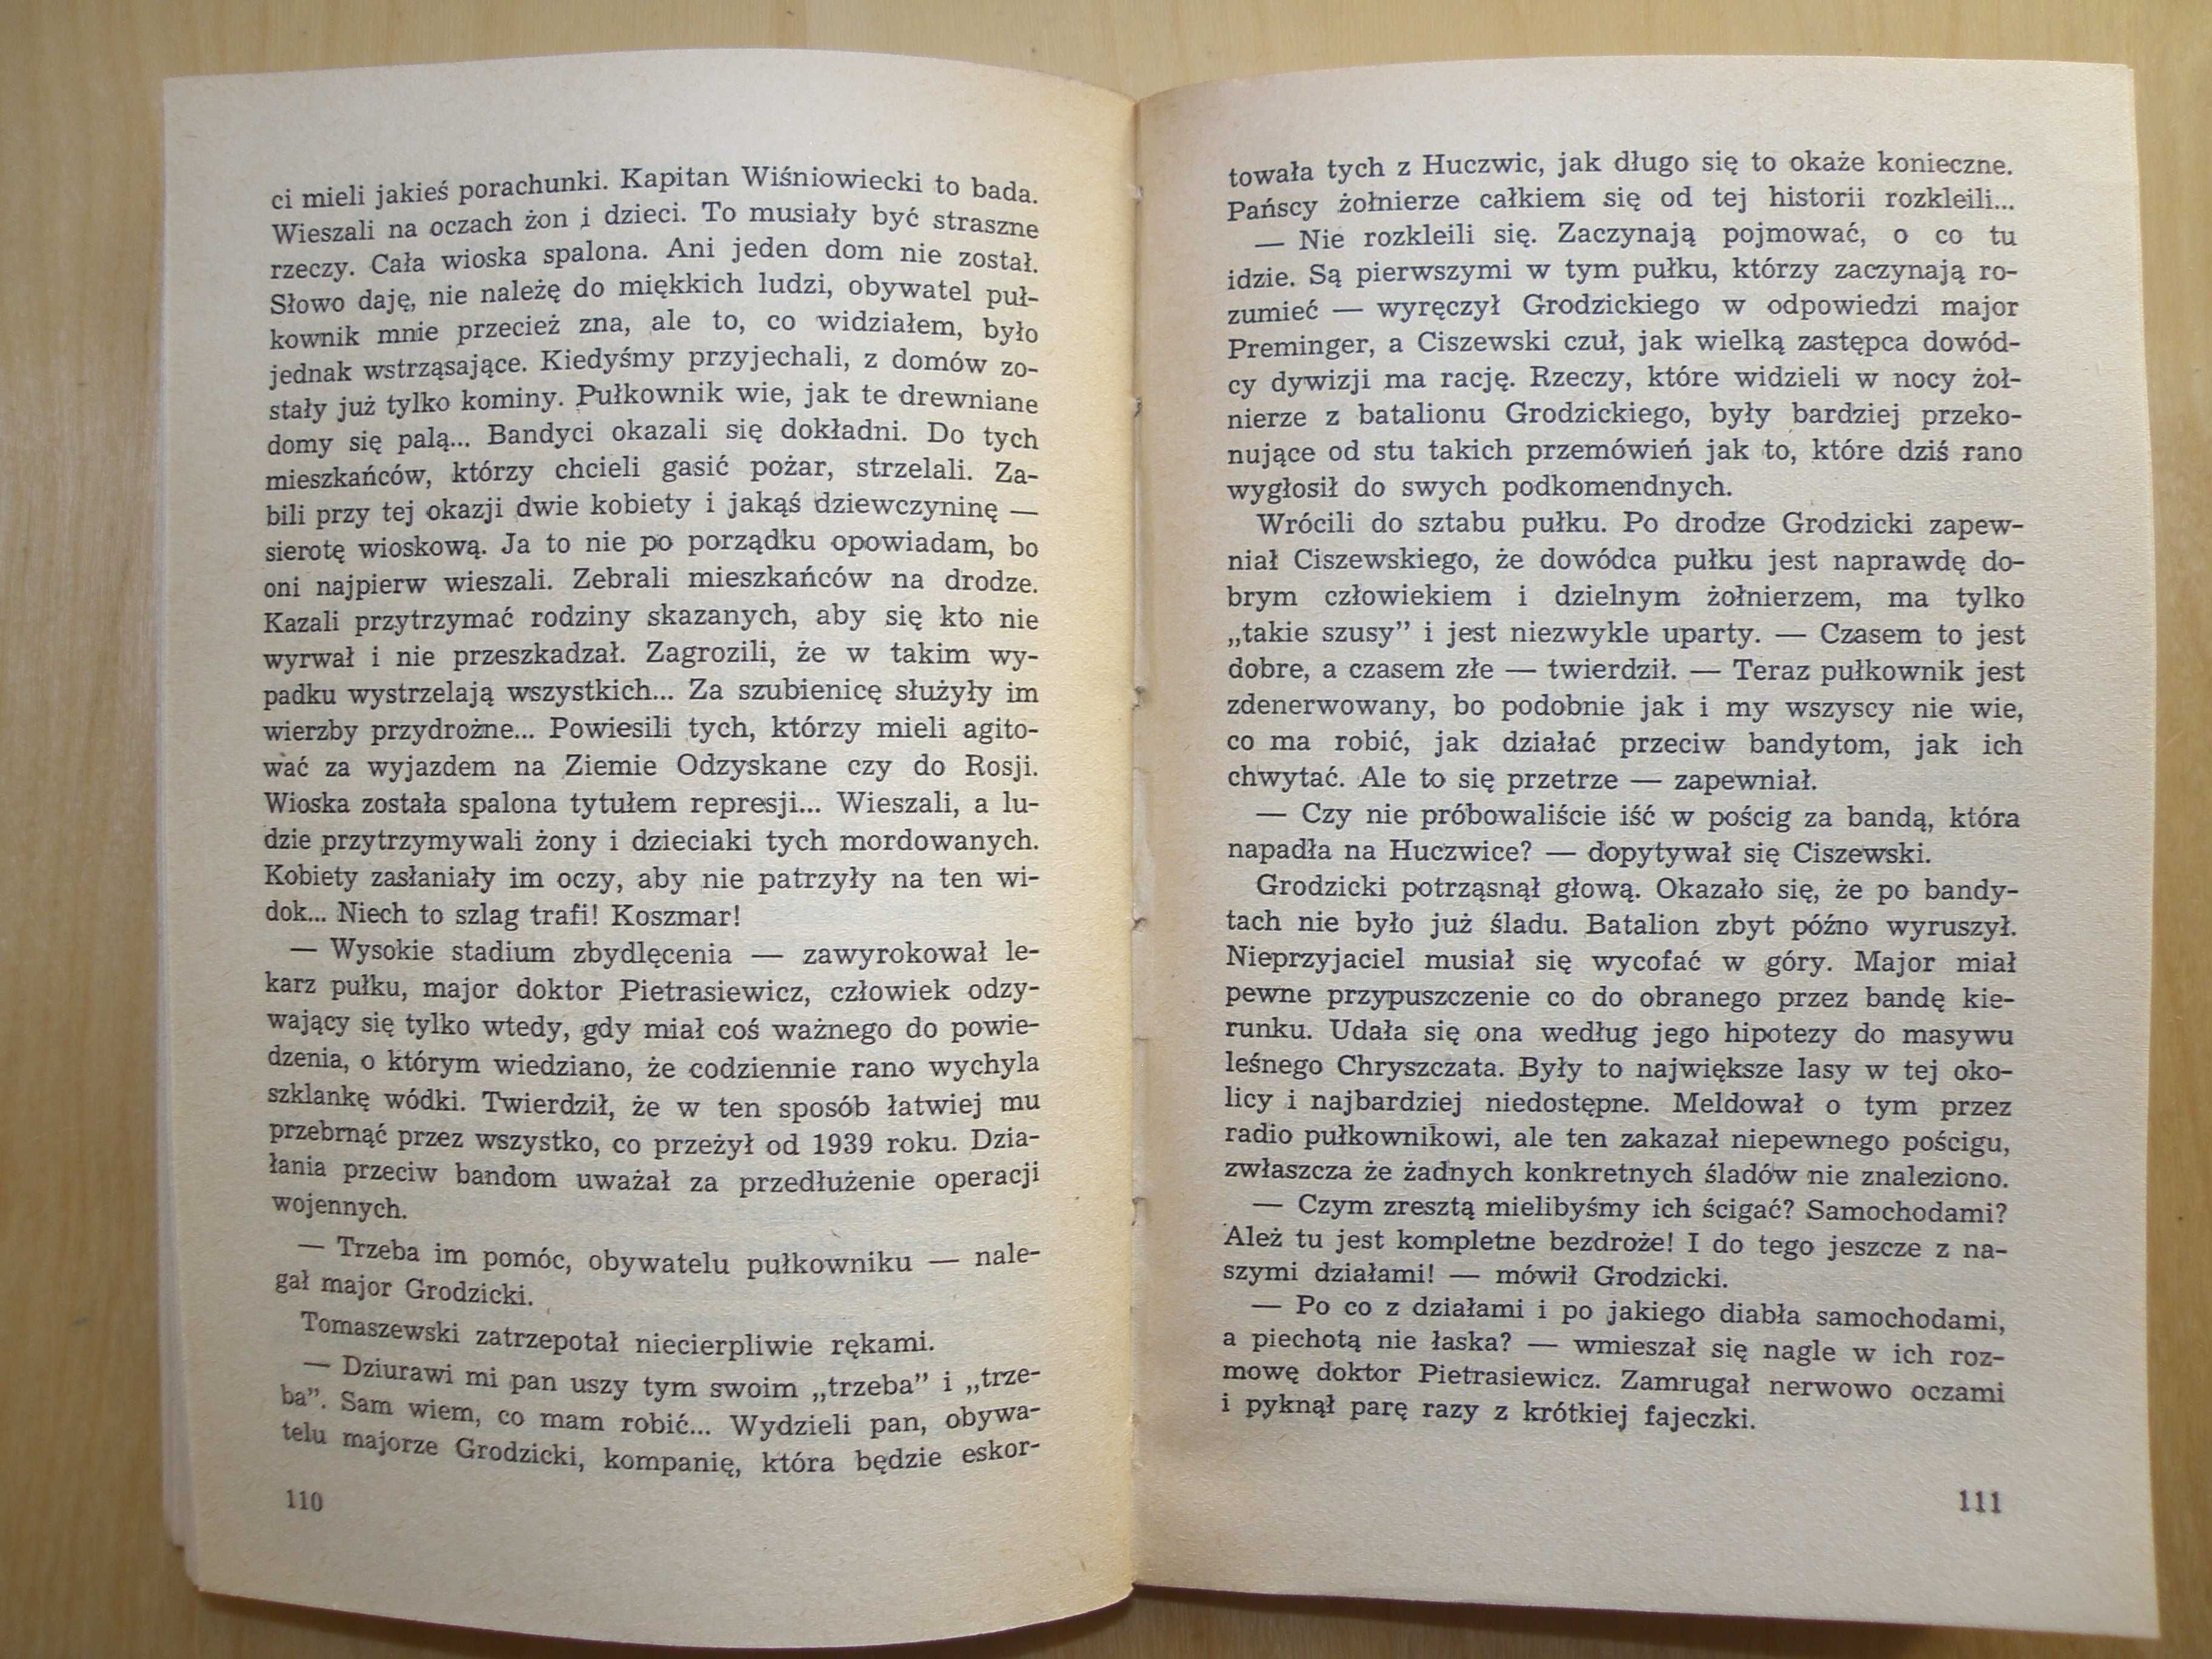 ci mieli jakieś porachunki. Kapitan Wiśniowiecki to bada.
Wieszali na oczach żon i dzieci. To musiały być straszne
rzeczy. Cała wioska spalona. Ani jeden dom nie został.
Słowo daję, nie należę do miękkich ludzi, obywatel puł-
kownik mnie przecież zna, ale to, co widziałem, było
jednak wstrząsające. Kiedyśmy przyjechali, z domów zo-
stały już tylko kominy. Pułkownik wie, jak te drewniane
domy się palą... Bandyci okazali się dokładni. Do tych
mieszkańców, którzy chcieli gasić pożar, strzelali. Za-
bili przy tej okazji dwie kobiety i jakąś dziewczyninę —
sierotę wioskową. Ja to nie po porządku opowiadam, bo
oni najpierw wieszali. Zebrali mieszkańców na drodze.
Kazali przytrzymać rodziny skazanych, aby się kto nie
wyrwał i nie przeszkadzał. Zagrozili, że w takim wy-
padku wystrzelają wszystkich... Za szubienicę służyły im
wierzby przydrożne... Powiesili tych, którzy mieli agito-
wać za wyjazdem na Ziemie Odzyskane czy do Rosji.
Wioska została spalona tytułem represji... Wieszali, a lu-
dzie przytrzymywali żony i dzieciaki tych mordowanych.
Kobiety zasłaniały im oczy, aby nie patrzyły na ten wi-
dok... Niech to szlag trafi! Koszmar!
— Wysokie stadium zbydlęcenia — zawyrokował le-
karz pułku, major doktor Pietrasiewicz, człowiek odzy-
wający się tylko wtedy, gdy miał coś ważnego do powie-
dzenia, o którym wiedziano, że codziennie rano wychyla
szklankę wódki. Twierdził, że w ten sposób łatwiej mu
przebrnąć przez wszystko, co przeżył od 1939 roku. Dzia-
łania przeciw bandom uważał za przedłużenie operacji
wojennych.
— Trzeba im pomóc, obywatelu pułkowniku — nale-
gał major Grodzicki.
Tomaszewski zatrzepotał niecierpliwie rękami.
— Dziurawi mi pan uszy tym swoim „trzeba” i „trze-
ba”. Sam wiem, co mam robić... Wydzieli pan, obywa-
telu majorze Grodzicki, kompanię, która będzie eskor-
110
towała tych z Huczwic, jak długo się to okaże konieczne.
Pańscy żołnierze całkiem się od tej historii rozkleili...
— Nie rozkleili się. Zaczynają pojmować, o co tu
idzie. Są pierwszymi w tym pułku, którzy zaczynają ro-
zumieć — wyręczył Grodzickiego w odpowiedzi major
Preminger, a Ciszewski czuł, jak wielką zastępca dowód-
cy dywizji ma rację. Rzeczy, które widzieli w nocy żoł-
nierze z batalionu Grodzickiego, były bardziej przeko-
nujące od stu takich przemówień jak to, które dziś rano
wygłosił do swych podkomendnych.
Wrócili do sztabu pułku. Po drodze Grodzicki zapew-
niał Ciszewskiego, że dowódca pułku jest naprawdę do-
brym człowiekiem i dzielnym żołnierzem, ma tylko
„takie szusy” i jest niezwykle uparty. — Czasem to jest
dobre, a czasem złe — twierdził. — Teraz pułkownik jest
zdenerwowany, bo podobnie jak i my wszyscy nie wie,
co ma robić, jak działać przeciw bandytom, jak ich
chwytać. Ale to się przetrze — zapewniał.
— Czy nie próbowaliście iść w pościg za bandą, która
napadła na Huczwice? — dopytywał się Ciszewski.
Grodzicki potrząsnął głową. Okazało się, że po bandy-
tach nie było już śladu. Batalion zbyt późno wyruszył.
Nieprzyjaciel musiał się wycofać w góry. Major miał
pewne przypuszczenie co do obranego przez bandę kie-
runku. Udała się ona według jego hipotezy do masywu
leśnego Chryszczata. Były to największe lasy w tej oko-
licy i najbardziej niedostępne. Meldował o tym przez
radio pułkownikowi, ale ten zakazał niepewnego pościgu,
zwłaszcza że żadnych konkretnych śladów nie znaleziono.
— Czym zresztą mielibyśmy ich ścigać? Samochodami?
Ależ tu jest kompletne bezdroże! I do tego jeszcze z na-
szymi działami! — mówił Grodzicki.
— Po co z działami i po jakiego diabła samochodami,
a piechotą nie łaska? — wmieszał się nagle w ich roz-
mowę doktor Pietrasiewicz. Zamrugał nerwowo oczami
i pyknął parę razy z krótkiej fajeczki.
111